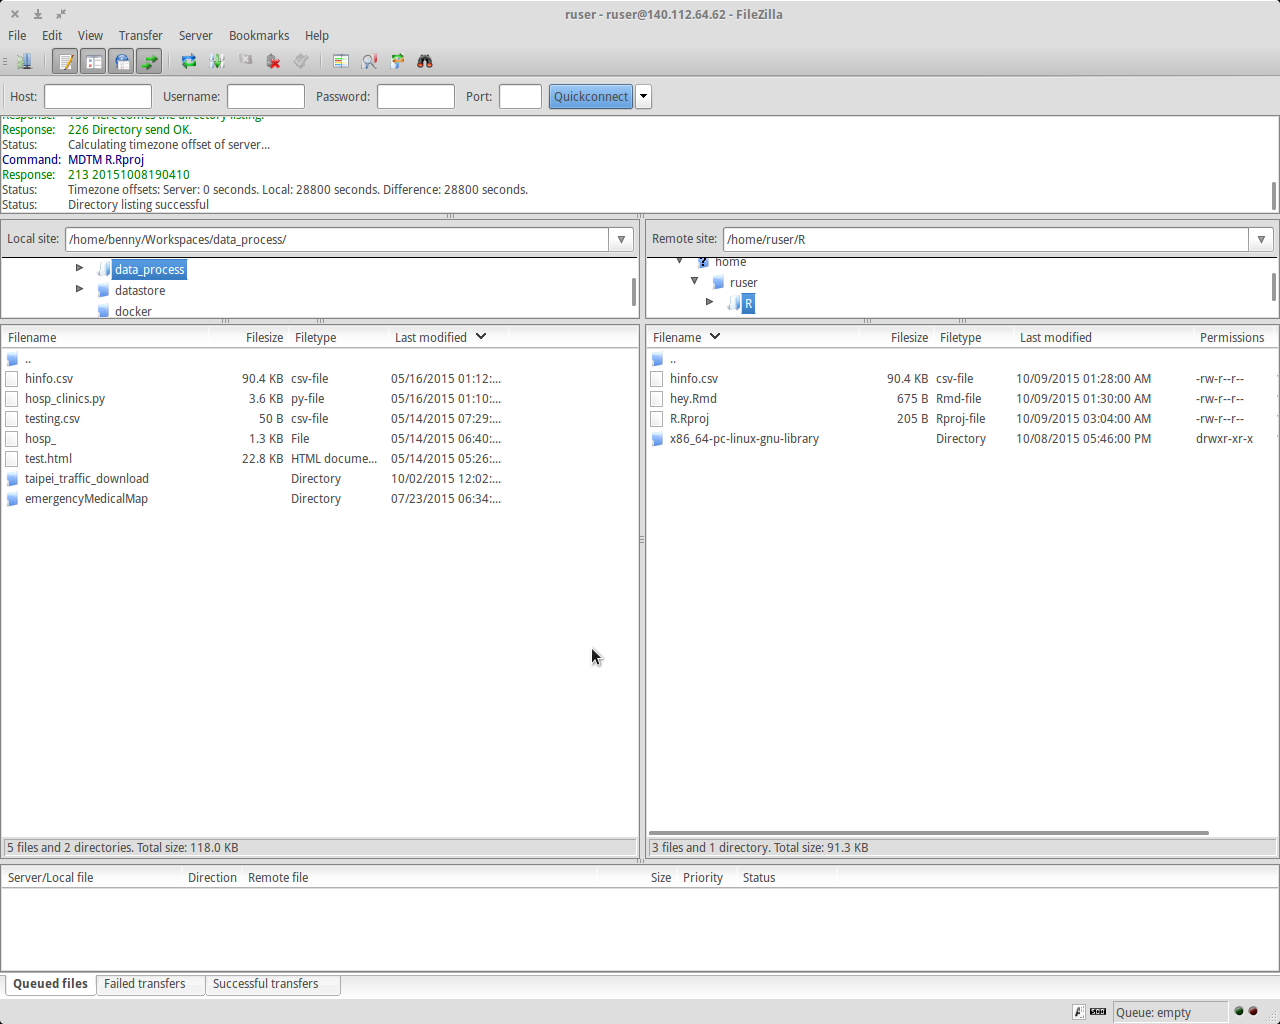 ruser - ruser@140.112.64.62 - FileZilla
File Edit View Transfer Server Bookmarks Help
Host: Username: Password: Port: Quickconnect
Response: 150 Here comes the directory listing.
Response: 226 Directory send OK.
Status: Calculating timezone offset of server...
Command: MDTM R.Rproj
Response: 213 20151008190410
Status: Timezone offsets: Server: 0 seconds. Local: 28800 seconds. Difference: 28800 seconds.
Status: Directory listing successful
Local site: /home/benny/Workspaces/data_process/
data_process
datastore
docker
Filename Filesize Filetype Last modified
..
hinfo.csv 90.4 KB csv-file 05/16/2015 01:12:...
hosp_clinics.py 3.6 KB py-file 05/16/2015 01:10:...
testing.csv 50 B csv-file 05/14/2015 07:29:...
hosp_ 1.3 KB File 05/14/2015 06:40:...
test.html 22.8 KB HTML docume... 05/14/2015 05:26:...
taipei_traffic_download Directory 10/02/2015 12:02:...
emergencyMedicalMap Directory 07/23/2015 06:34:...
5 files and 2 directories. Total size: 118.0 KB
Remote site: /home/ruser/R
home
ruser
R
Filename Filesize Filetype Last modified Permissions
..
hinfo.csv 90.4 KB csv-file 10/09/2015 01:28:00 AM -rw-r--r--
hey.Rmd 675 B Rmd-file 10/09/2015 01:30:00 AM -rw-r--r--
R.Rproj 205 B Rproj-file 10/09/2015 03:04:00 AM -rw-r--r--
x86_64-pc-linux-gnu-library Directory 10/08/2015 05:46:00 PM drwxr-xr-x
3 files and 1 directory. Total size: 91.3 KB
Server/Local file Direction Remote file Size Priority Status
Queued files Failed transfers Successful transfers
Queue: empty